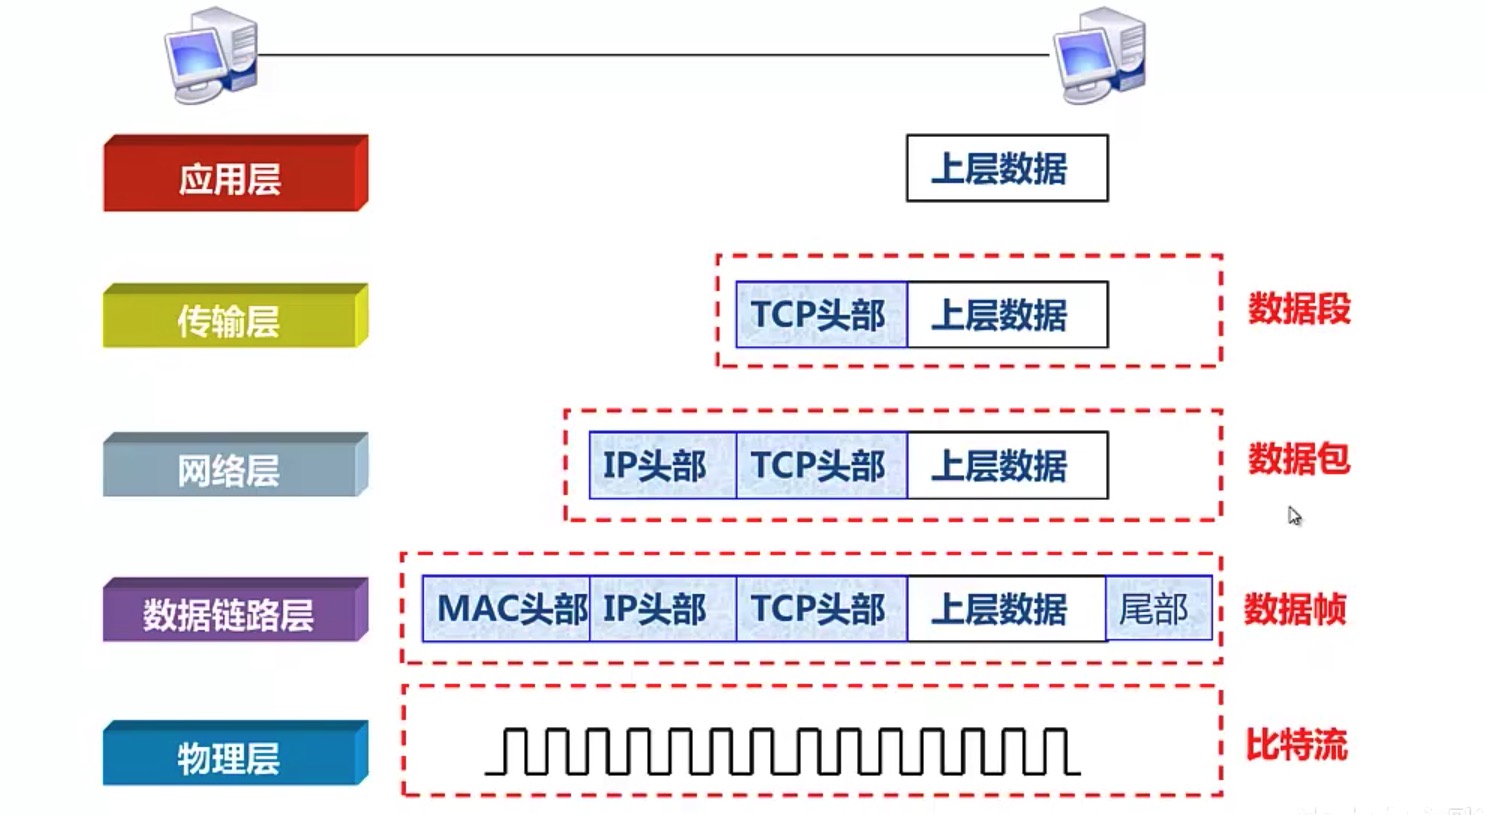 应用层
上层数据
传输层
TCP头部 上层数据
数据段
网络层
IP头部 TCP头部 上层数据
数据包
数据链路层
MAC头部 IP头部 TCP头部 上层数据 尾部
数据帧
物理层
比特流